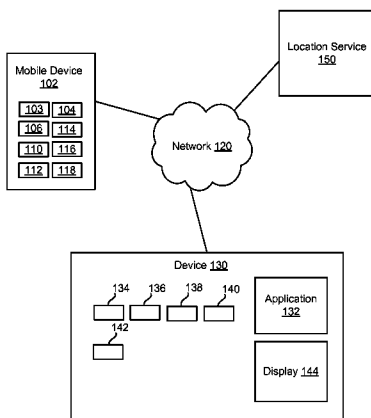 Mobile Device
102
103 104
106 114
110 116
112 118
Location Service
150
Network 120
Device 130
134 136 138 140
142
Application
132
Display 144